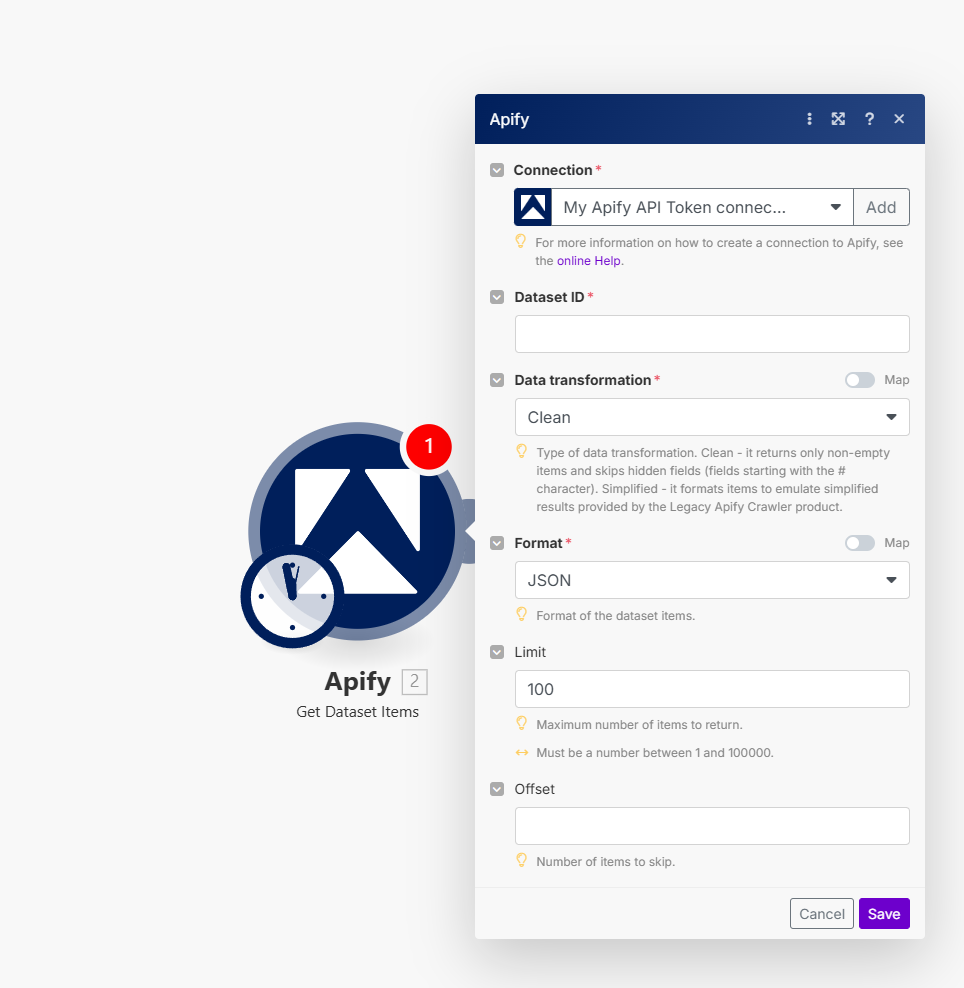 Apify
?
Connection *
My Apify API Token connec...
Add
For more information on how to create a connection to Apify, see
the online Help.
Dataset ID *
Data transformation *
Map
Clean
Type of data transformation. Clean - it returns only non-empty
items and skips hidden fields (fields starting with the #
character). Simplified - it formats items to emulate simplified
results provided by the Legacy Apify Crawler product.
Format *
Map
JSON
Format of the dataset items.
Limit
100
Maximum number of items to return.
Must be a number between 1 and 100000.
Offset
Number of items to skip.
Cancel
Save
1
Apify 2
Get Dataset Items